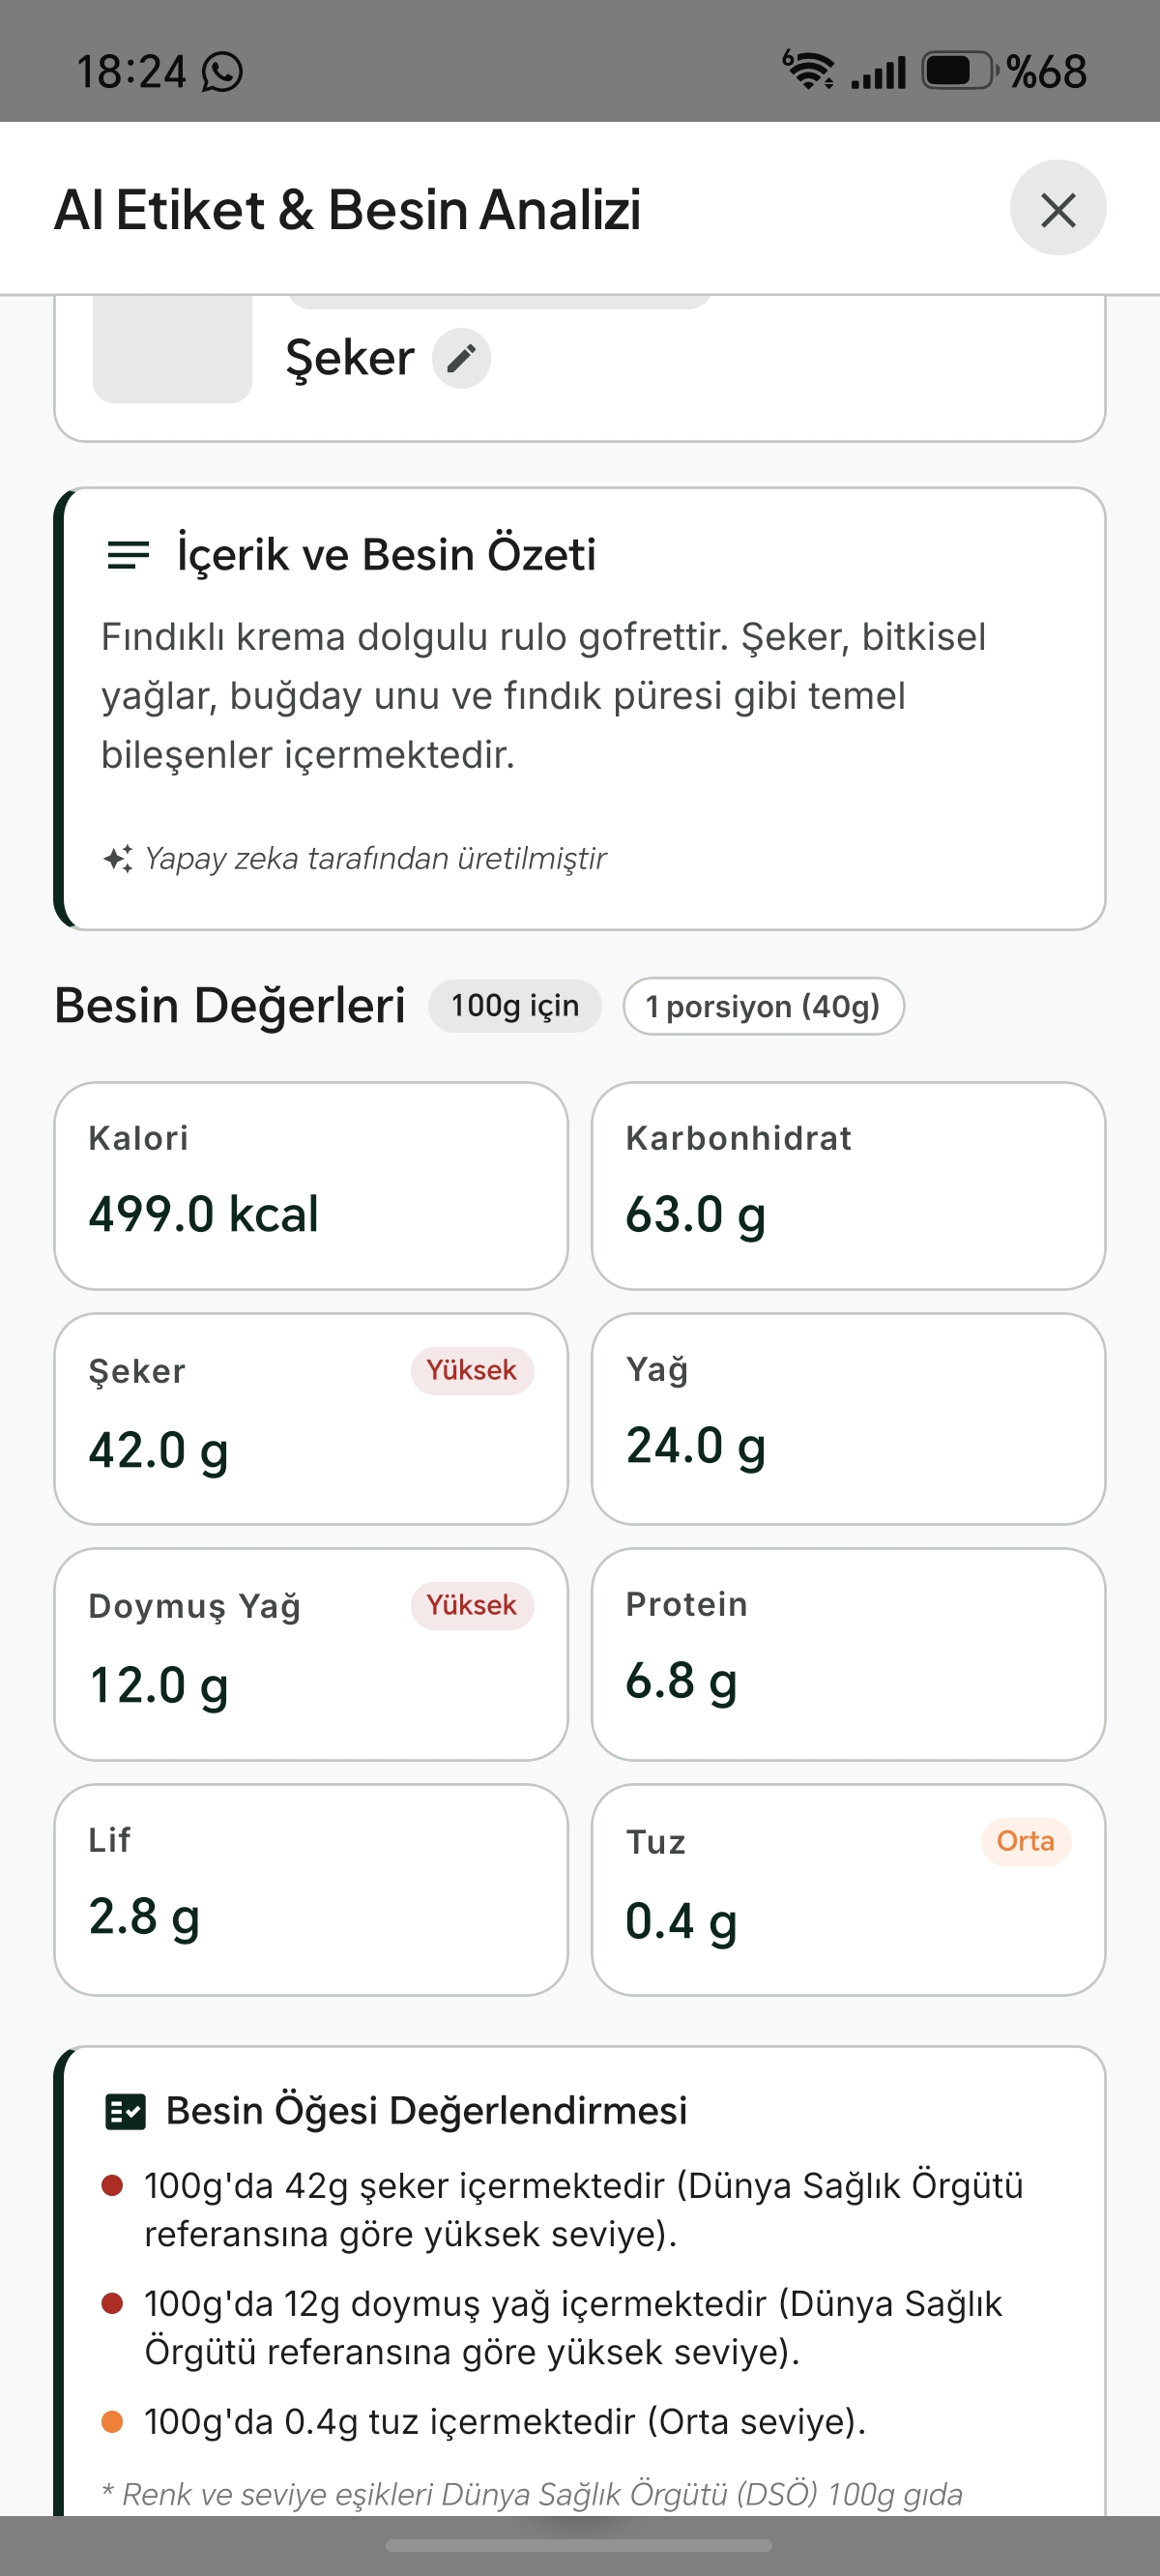 18:24 6 %68
AI Etiket & Besin Analizi
Şeker
İçerik ve Besin Özeti
Fındıklı krema dolgulu rulo gofrettir. Şeker, bitkisel
yağlar, buğday unu ve fındık püresi gibi temel
bileşenler içermektedir.
Yapay zeka tarafından üretilmiştir
Besin Değerleri 100g için 1 porsiyon (40g)
Kalori
499.0 kcal
Karbonhidrat
63.0 g
Şeker Yüksek
42.0 g
Yağ
24.0 g
Doymuş Yağ Yüksek
12.0 g
Protein
6.8 g
Lif
2.8 g
Tuz Orta
0.4 g
Besin Öğesi Değerlendirmesi
100g'da 42g şeker içermektedir (Dünya Sağlık Örgütü
referansına göre yüksek seviye).
100g'da 12g doymuş yağ içermektedir (Dünya Sağlık
Örgütü referansına göre yüksek seviye).
100g'da 0.4g tuz içermektedir (Orta seviye).
* Renk ve seviye eşikleri Dünya Sağlık Örgütü (DSÖ) 100g gıda